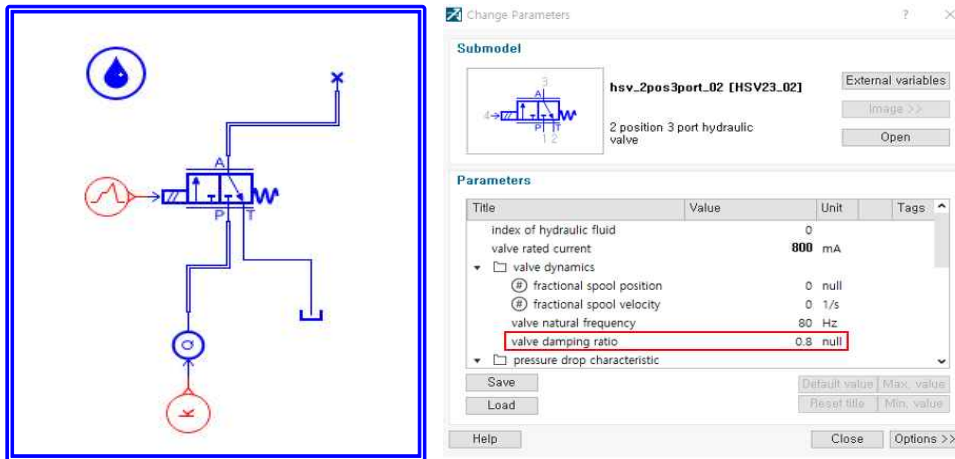 A
P T
Q
K
Change Parameters
Submodel
3
A
4
P T
1 2
hsv_2pos3port_02 [HSV23_02]
2 position 3 port hydraulic
valve
External variables
Image >>
Open
Parameters
Title Value Unit Tags
index of hydraulic fluid 0
valve rated current 800 mA
valve dynamics
# fractional spool position 0 null
# fractional spool velocity 0 1/s
valve natural frequency 80 Hz
valve damping ratio 0.8 null
pressure drop characteristic
Save Default value Max. value
Load Reset title Min. value
Help Close Options >>